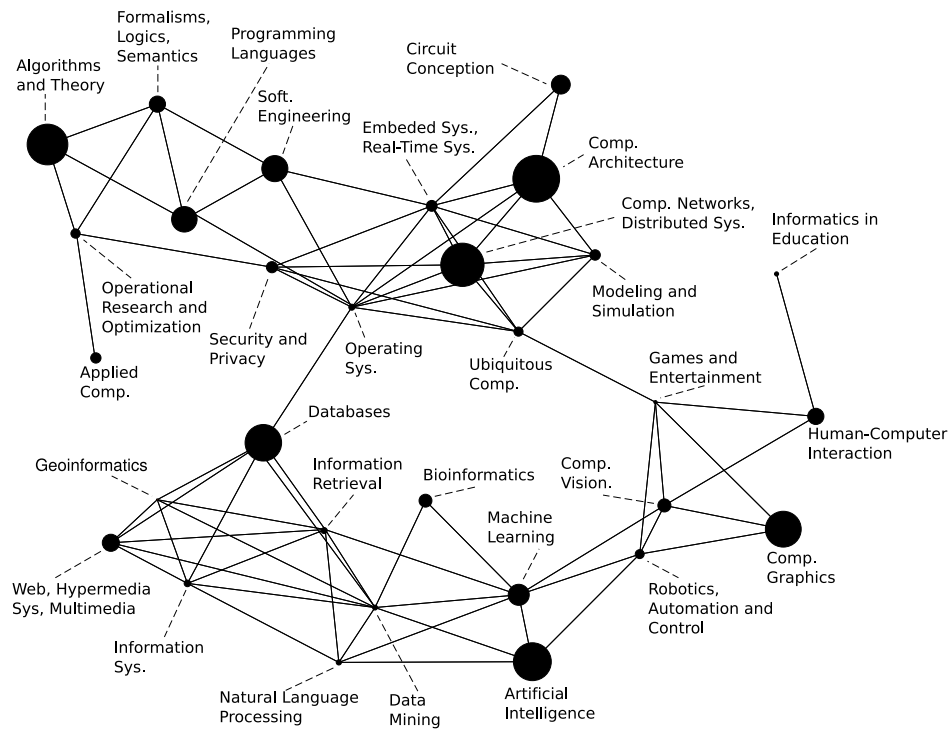 Formalisms,
Logics,
Semantics
Programming
Languages
Circuit
Conception
Algorithms
and Theory
Soft.
Engineering
Embeded Sys.,
Real-Time Sys.
Comp.
Architecture
Comp. Networks,
Distributed Sys.
Informatics in
Education
Operational
Research and
Optimization
Security and
Privacy
Operating
Sys.
Ubiquitous
Comp.
Modeling and
Simulation
Applied
Comp.
Games and
Entertainment
Databases
Human-Computer
Interaction
Geoinformatics
Information
Retrieval
Bioinformatics
Comp.
Vision.
Machine
Learning
Comp.
Graphics
Web, Hypermedia
Sys, Multimedia
Robotics,
Automation and
Control
Information
Sys.
Natural Language
Processing
Data
Mining
Artificial
Intelligence